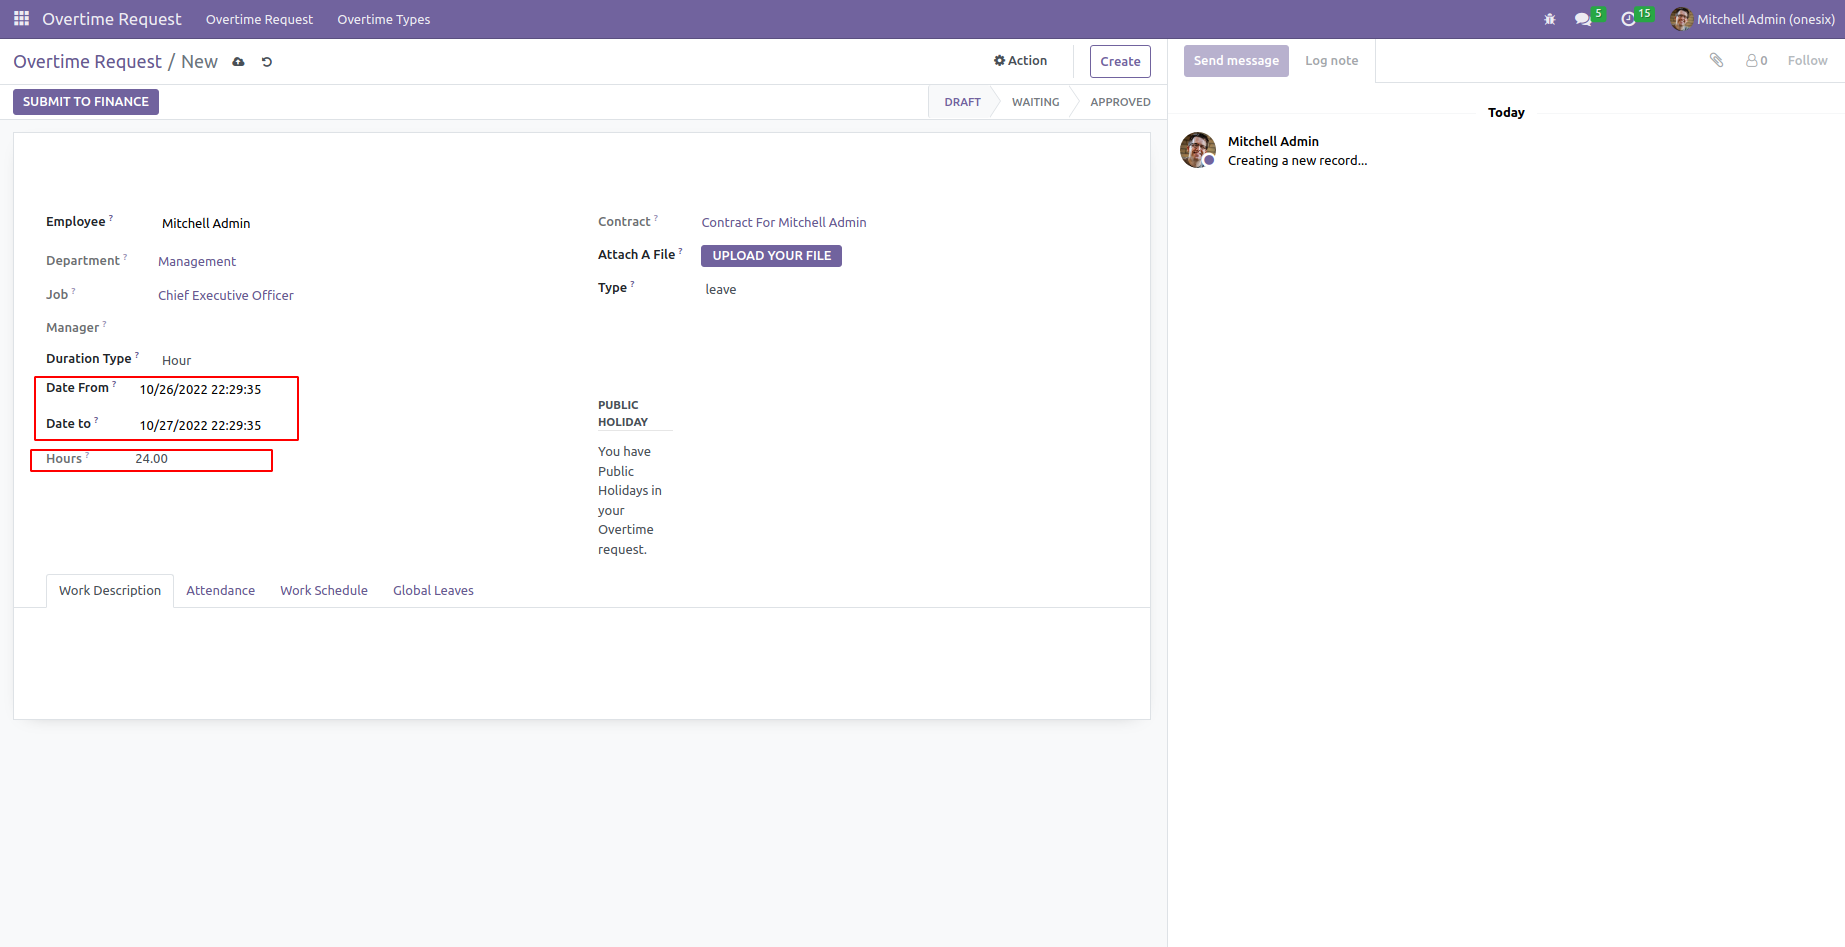 Overtime Request Overtime Request Overtime Types 5 15 Mitchell Admin (onesix)
Overtime Request / New Action Create
SUBMIT TO FINANCE DRAFT WAITING APPROVED
Employee ? Mitchell Admin
Department ? Management
Job ? Chief Executive Officer
Manager ?
Duration Type ? Hour
Date From ? 10/26/2022 22:29:35
Date to ? 10/27/2022 22:29:35
Hours ? 24.00
Contract ? Contract For Mitchell Admin
Attach A File ? UPLOAD YOUR FILE
Type ? leave
PUBLIC
HOLIDAY
You have
Public
Holidays in
your
Overtime
request.
Work Description Attendance Work Schedule Global Leaves
Send message Log note 0 Follow
Today
Mitchell Admin
Creating a new record...